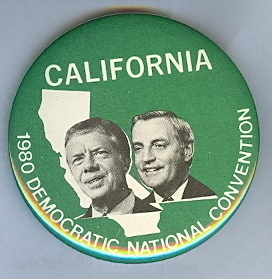 CALIFORNIA
1980 DEMOCRATIC NATIONAL CONVENTION